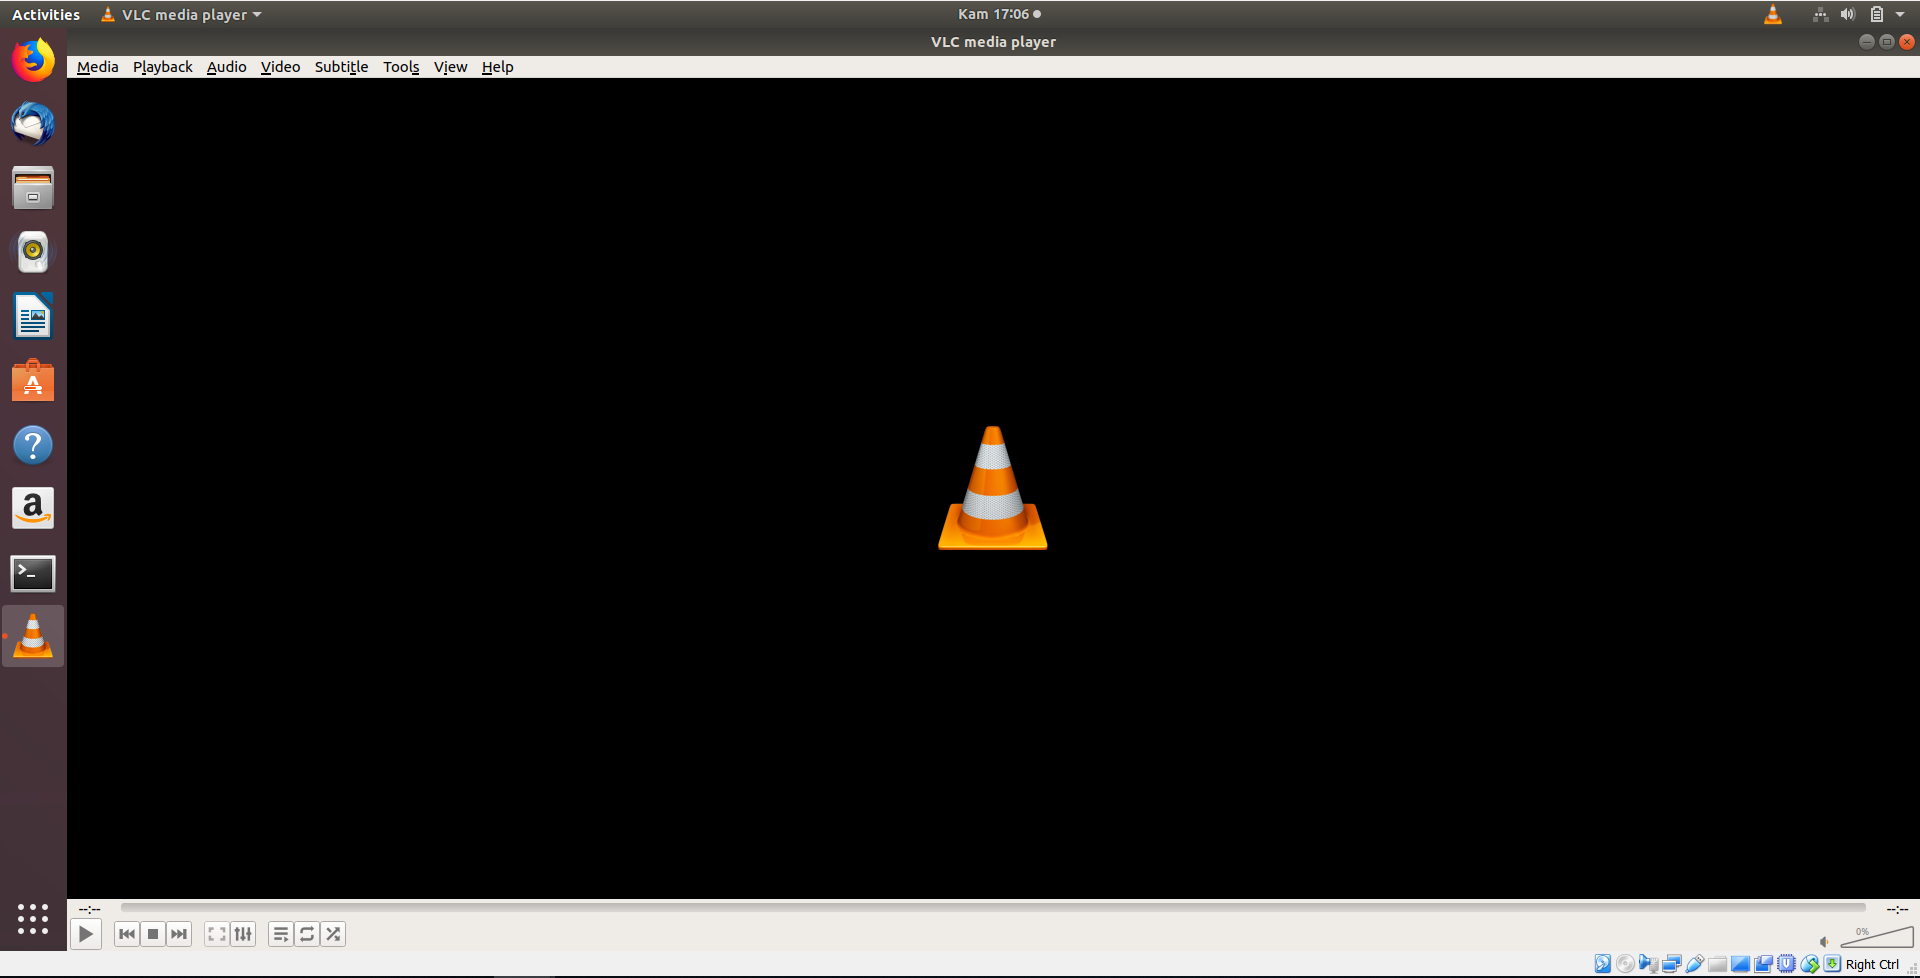 Activities VLC media player Kam 17:06
VLC media player
Media Playback Audio Video Subtitle Tools View Help
--:-- --:--
0%
Right Ctrl